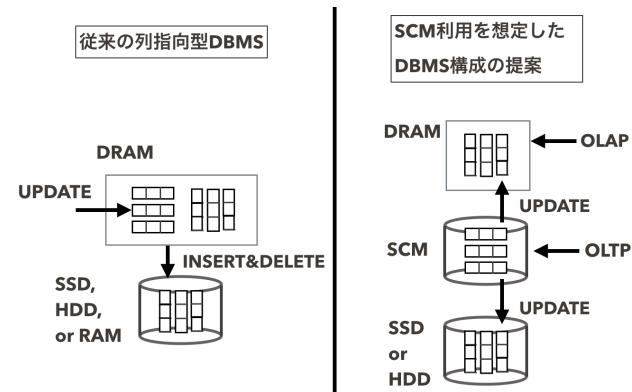 従来の列指向型DBMS
DRAM
UPDATE
INSERT&DELETE
SSD,
HDD,
or RAM
SCM利用を想定した
DBMS構成の提案
DRAM
OLAP
UPDATE
SCM
OLTP
UPDATE
SSD
or
HDD